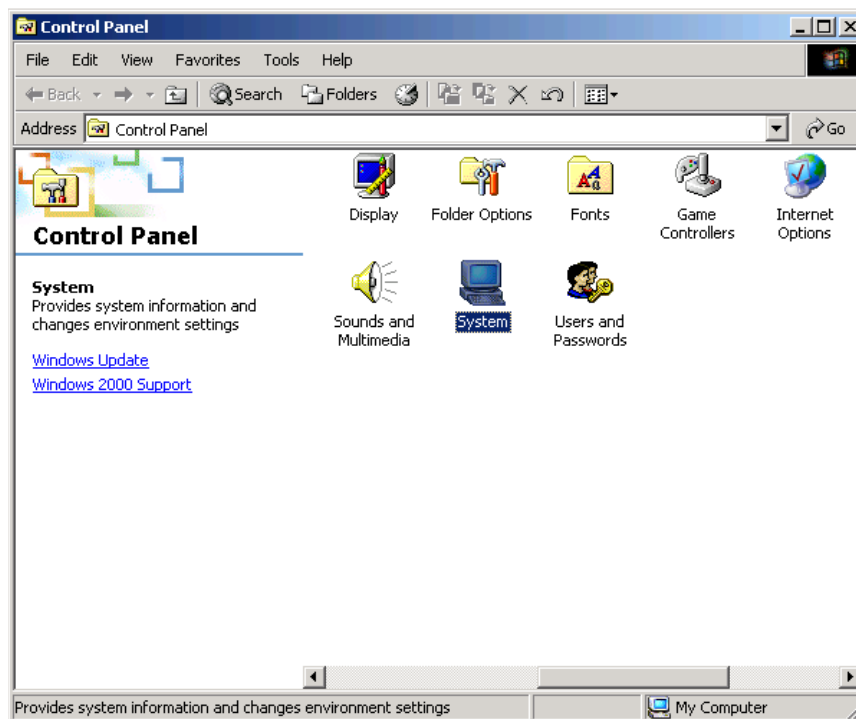 Control Panel
File Edit View Favorites Tools Help
Back Search Folders
Address Control Panel Go
Control Panel
System
Provides system information and
changes environment settings
Windows Update
Windows 2000 Support
Display Folder Options Fonts Game
Controllers Internet
Options
Sounds and
Multimedia System Users and
Passwords
Provides system information and changes environment settings My Computer